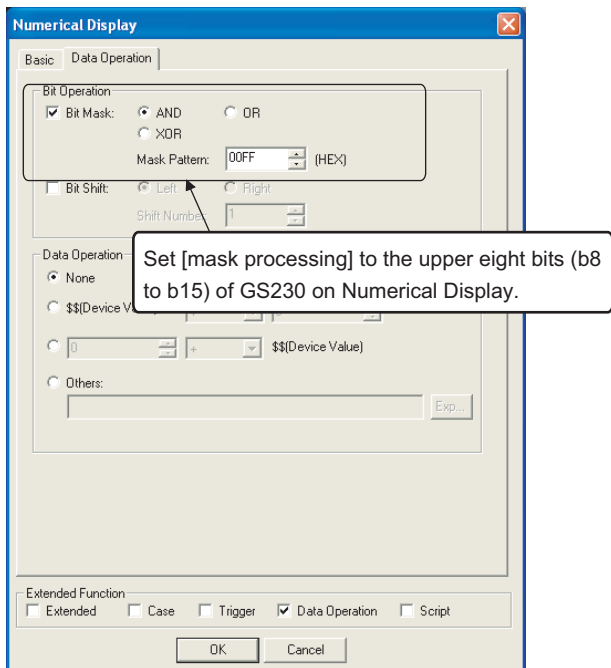 Numerical Display
Basic Data Operation
Bit Operation
Bit Mask: AND OR
XOR
Mask Pattern: 00FF (HEX)
Bit Shift: Left Right
Shift Number: 1
Set [mask processing] to the upper eight bits (b8
to b15) of GS230 on Numerical Display.
Data Operation
None
$$(Device
0 + $$(Device Value)
Others:
Exp...
Extended Function
Extended Case Trigger Data Operation Script
OK Cancel